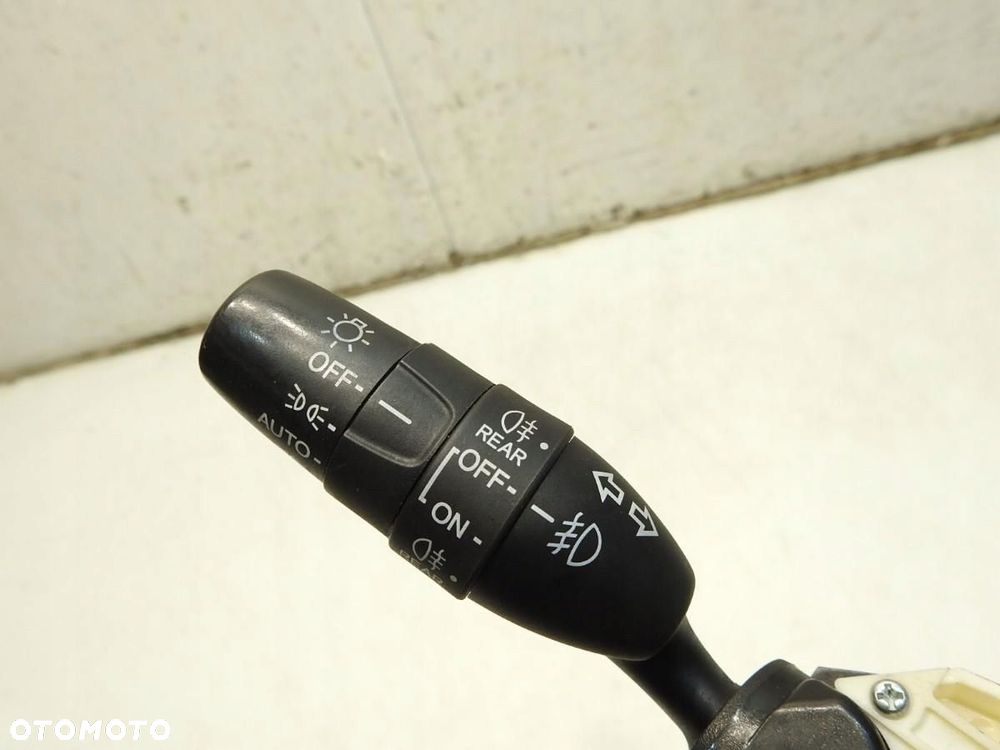 OFF-
AUTO-
REAR
OFF-
ON -
REAR
OTOMOTO